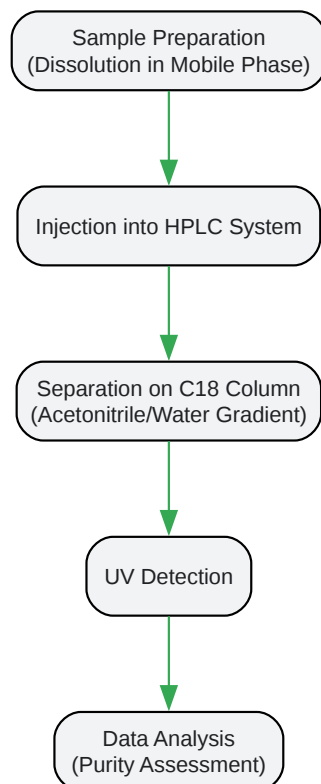 Sample Preparation
(Dissolution in Mobile Phase)
Injection into HPLC System
Separation on C18 Column
(Acetonitrile/Water Gradient)
UV Detection
Data Analysis
(Purity Assessment)